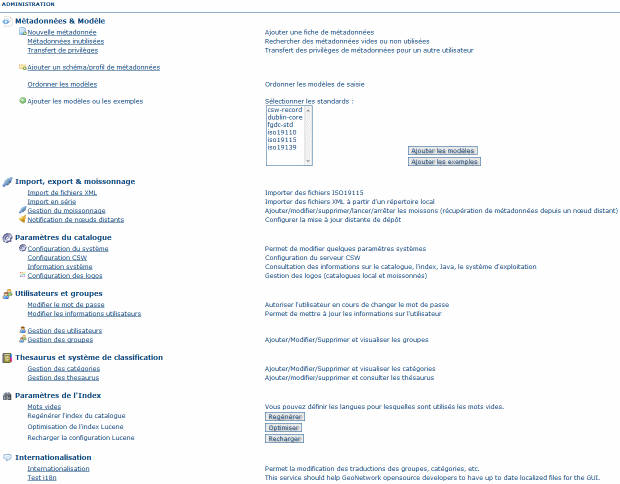 ADMINISTRATION
Métadonnées & Modèle
Nouvelle métadonnée Ajouter une fiche de métadonnées
Métadonnées inutilisées Rechercher des métadonnées vides ou non utilisées
Transfert de privilèges Transfert des privilèges de métadonnées pour un autre utilisateur
Ajouter un schéma/profil de métadonnées
Ordonner les modèles Ordonner les modèles de saisie
Ajouter les modèles ou les exemples Sélectionner les standards :
csw-record
dublin-core
fgdc-std
iso19110
iso19115
iso19139
Ajouter les modèles
Ajouter les exemples
Import, export & moissonnage
Import de fichiers XML Importer des fichiers ISO19115
Import en série Importer des fichiers XML à partir d'un répertoire local
Gestion du moissonnage Ajouter/modifier/supprimer/lancer/arrêter les moissons (récupération de métadonnées depuis un nœud distant)
Notification de nœuds distants Configurer la mise à jour distante de dépôt
Paramètres du catalogue
Configuration du système Permet de modifier quelques paramètres systèmes
Configuration CSW Configuration du serveur CSW
Information système Consultation des informations sur le catalogue, l'index, Java, le système d'exploitation
Configuration des logos Gestion des logos (catalogues local et moissonnés)
Utilisateurs et groupes
Modifier le mot de passe Autoriser l'utilisateur en cours de changer le mot de passe
Modifier les informations utilisateurs Permet de mettre à jour les informations sur l'utilisateur
Gestion des utilisateurs
Gestion des groupes Ajouter/Modifier/Supprimer et visualiser les groupes
Thesaurus et système de classification
Gestion des catégories Ajouter/Modifier/Supprimer et visualiser les catégories
Gestion des thesaurus Ajouter/modifier/supprimer et consulter les thésaurus
Paramètres de l'Index
Mots vides Vous pouvez définir les langues pour lesquelles sont utilisés les mots vides.
Regénérer l'index du catalogue Regénérer
Optimisation de l'index Lucene Optimiser
Recharger la configuration Lucene Recharger
Internationalisation
Internationalisation Permet la modification des traductions des groupes, catégories, etc.
Test i18n This service should help GeoNetwork opensource developers to have up to date localized files for the GUI.